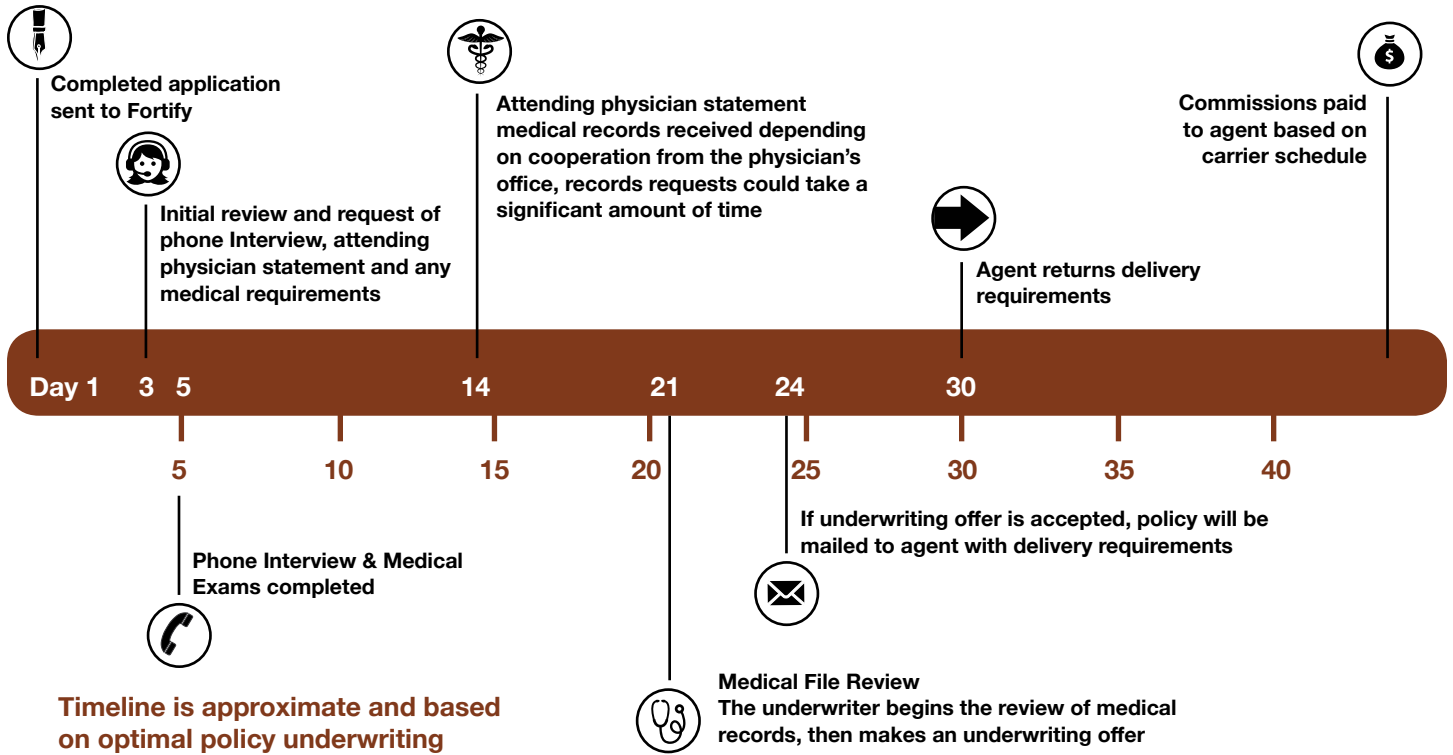 Completed application
sent to Fortify
Initial review and request of
phone Interview, attending
physician statement and any
medical requirements
Attending physician statement
medical records received depending
on cooperation from the physician's
office, records requests could take a
significant amount of time
Agent returns delivery
requirements
Commissions paid
to agent based on
carrier schedule
$
Day 1 3 5 14 21 24 30
5 10 15 20 25 30 35 40
Phone Interview & Medical
Exams completed
If underwriting offer is accepted, policy will be
mailed to agent with delivery requirements
Medical File Review
The underwriter begins the review of medical
records, then makes an underwriting offer
Timeline is approximate and based
on optimal policy underwriting